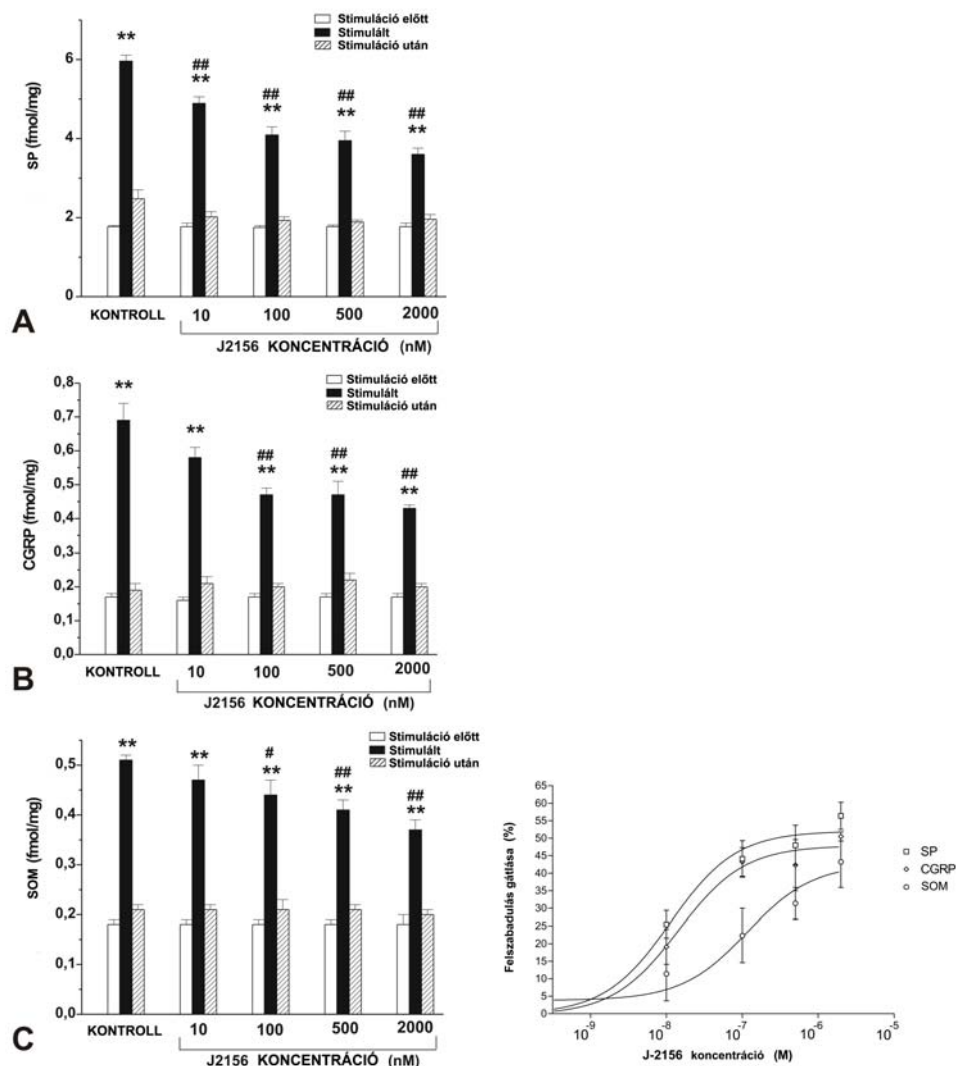 Stimuláció előtt
Stimulált
Stimuláció után
6
4
2
0
SP (fmol/mg)
**
##
**
##
**
##
**
##
**
KONTROLL 10 100 500 2000
J2156 KONCENTRÁCIÓ (nM)
A
Stimuláció előtt
Stimulált
Stimuláció után
0,8
0,7
0,6
0,5
0,4
0,3
0,2
0,1
0,0
CGRP (fmol/mg)
**
**
##
**
##
**
##
**
KONTROLL 10 100 500 2000
J2156 KONCENTRÁCIÓ (nM)
B
Stimuláció előtt
Stimulált
Stimuláció után
0,5
0,4
0,3
0,2
0,1
0,0
SOM (fmol/mg)
**
**
#
**
##
**
##
**
KONTROLL 10 100 500 2000
J2156 KONCENTRÁCIÓ (nM)
C
65
60
55
50
45
40
35
30
25
20
15
10
5
0
Felszabadulás gátlása (%)
SP
CGRP
SOM
10-9 10-8 10-7 10-6 10-5
J-2156 koncentráció (M)